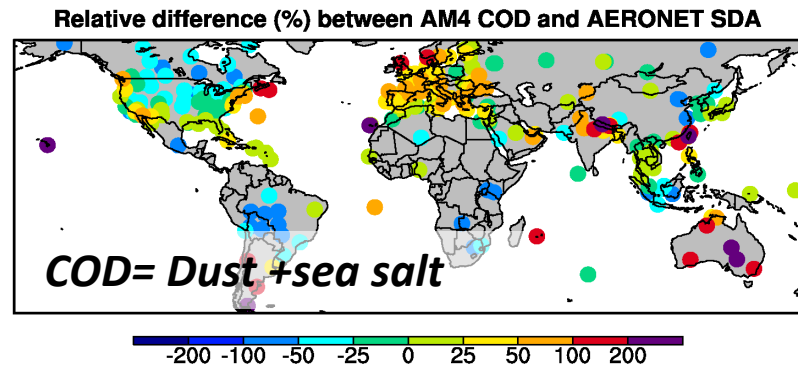 Relative difference (%) between AM4 COD and AERONET SDA
COD= Dust +sea salt
-200 -100 -50 -25 0 25 50 100 200